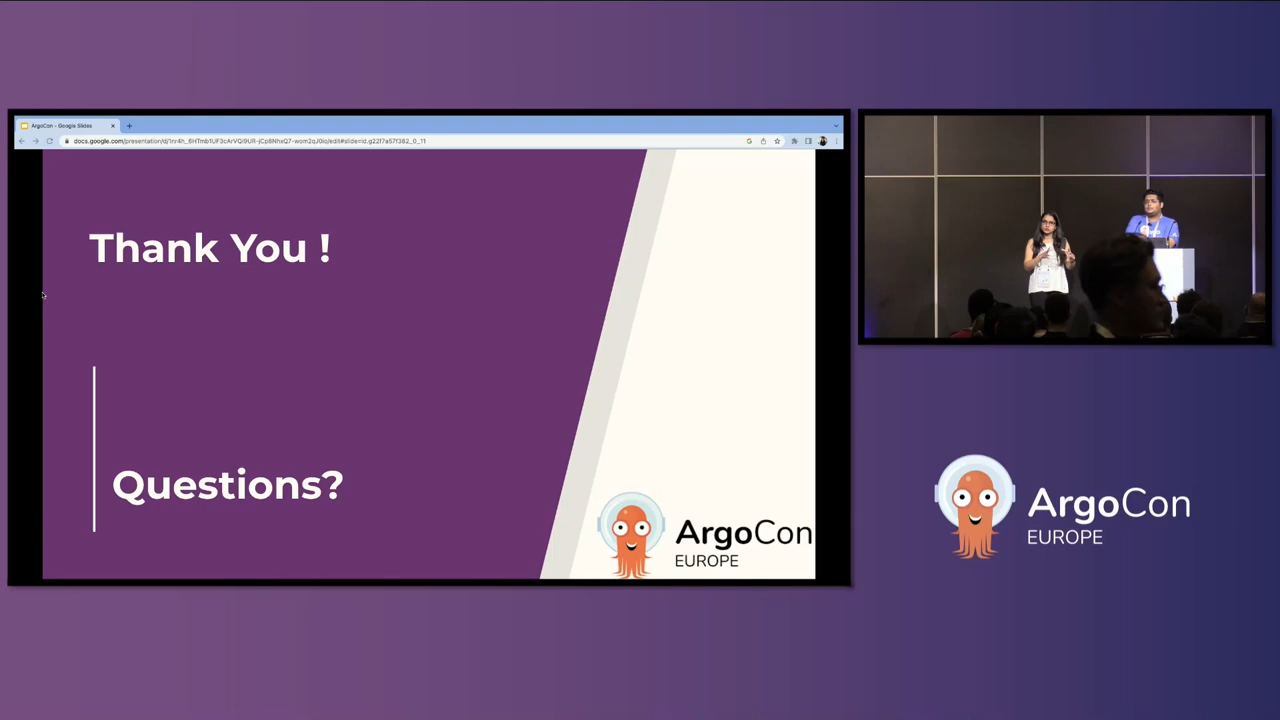 ArgoCon - Google Slides
Thank You !
Questions?
ArgoCon
EUROPE
ArgoCon
EUROPE